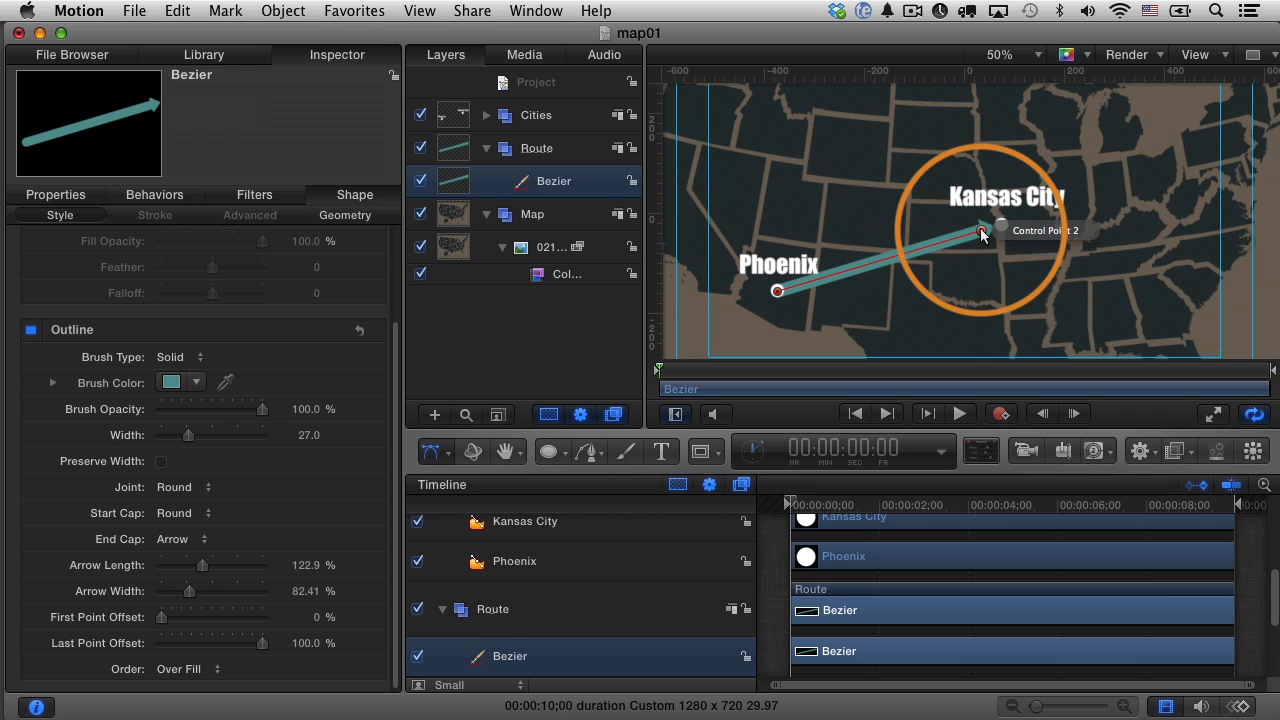 Motion File Edit Mark Object Favorites View Share Window Help
map01
File Browser Library Inspector
Layers Media Audio
50% Render View
Bezier
Project
-600 -400 -200 0 200 400 600
Cities
Route
Bezier
Properties Behaviors Filters Shape
Style Stroke Advanced Geometry
Map
021...
Col...
Kansas City
Control Point 2
Phoenix
200
0
-200
Fill Opacity: 100.0 %
Feather: 0
Falloff: 0
Outline
Brush Type: Solid
Brush Color:
Brush Opacity: 100.0 %
Width: 27.0
Preserve Width:
Joint: Round
Start Cap: Round
End Cap: Arrow
Arrow Length: 122.9 %
Arrow Width: 82.41 %
First Point Offset: 0 %
Last Point Offset: 100.0 %
Order: Over Fill
Bezier
00:00:00:00
HR MIN SEC FR
Timeline
00:00:00;00 00:00:02;00 00:00:04;00 00:00:06;00 00:00:08;00
Kansas City
Kansas City
Phoenix
Phoenix
Route
Route
Bezier
Bezier
Bezier
Small
00:00:10;00 duration Custom 1280 x 720 29.97